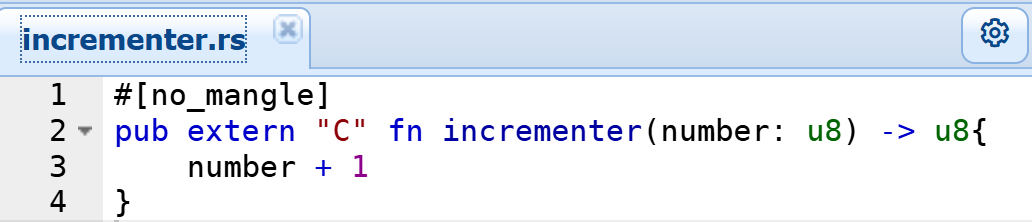 incrementer.rs
1 #[no_mangle]
2 pub extern "C" fn incrementer(number: u8) -> u8{
3     number + 1
4 }